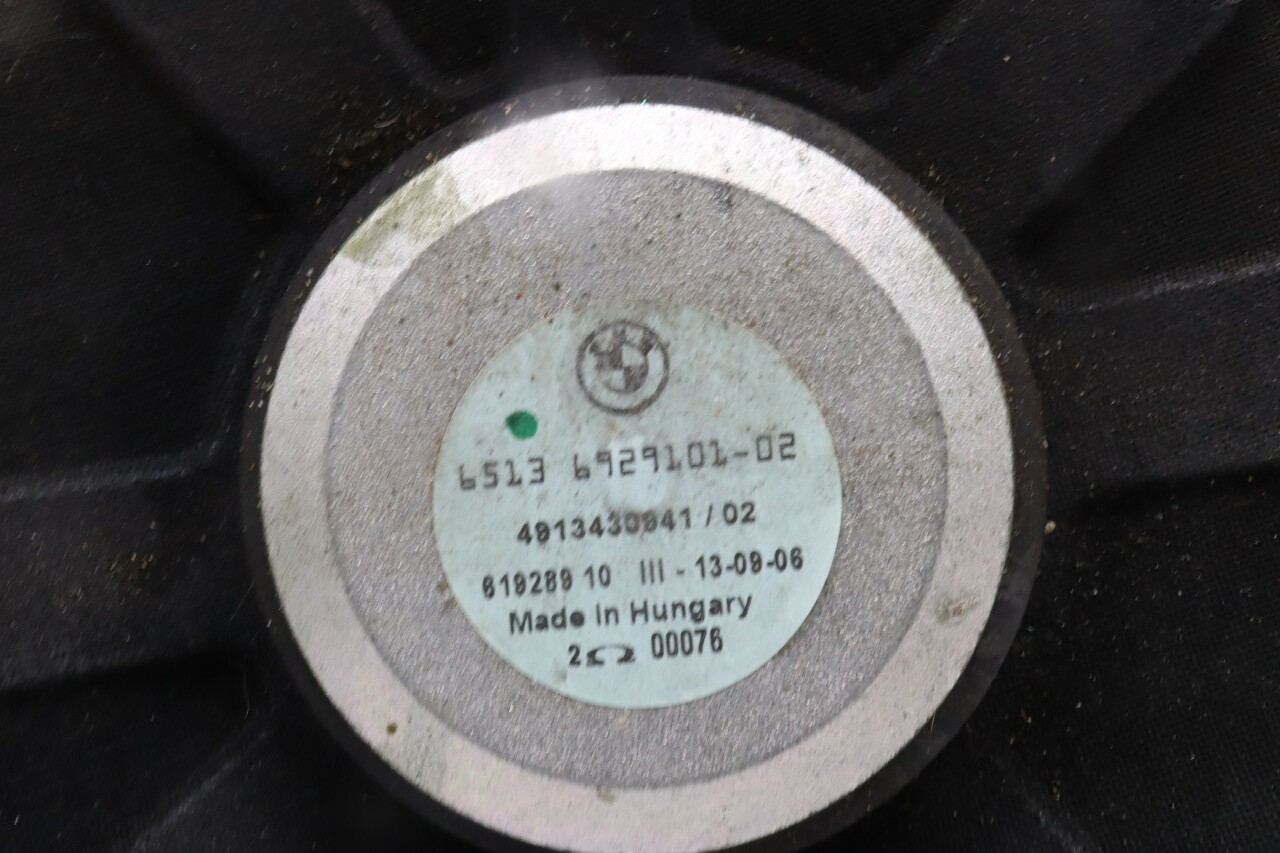 6513 6929101-02
4913430941 / 02
619289 10 III - 13-09-06
Made in Hungary
2Ω 00076